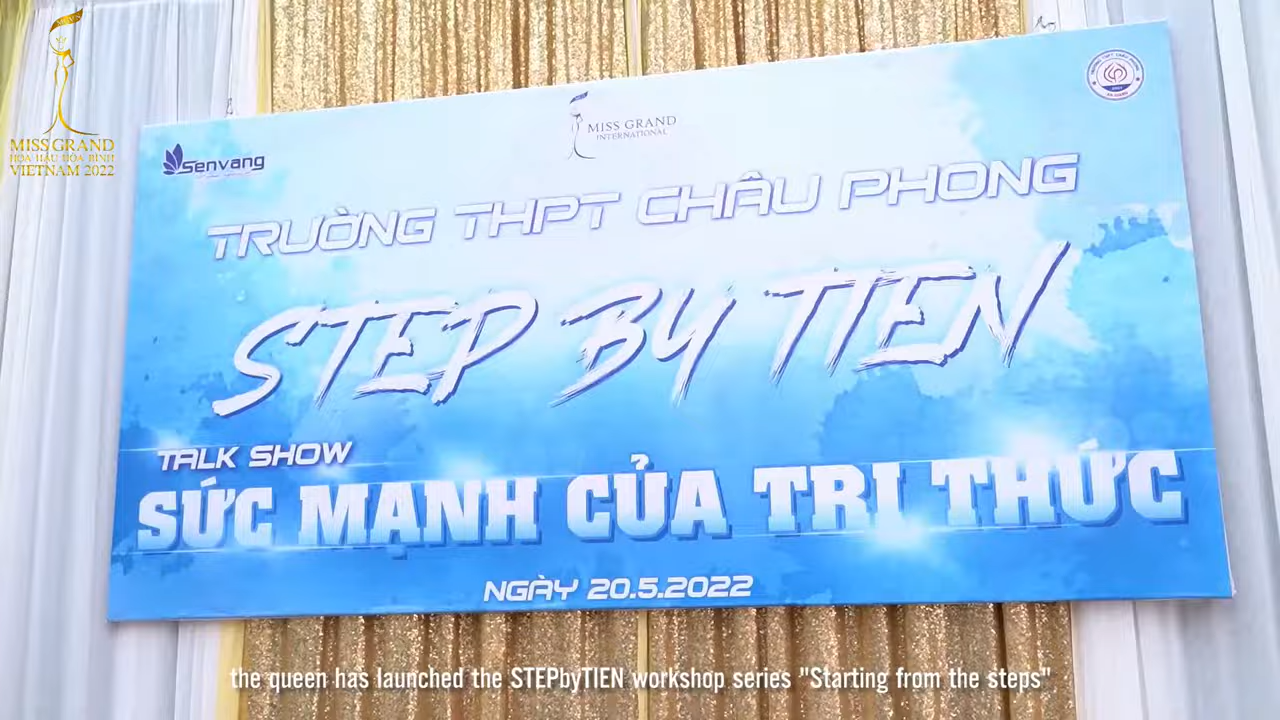 MISS GRAND
HOA HẬU HÒA BÌNH
VIETNAM 2022
Senvang
MISS GRAND
INTERNATIONAL
TRƯỜNG THPT CHÂU PHONG
STEP BY TIEN
TALK SHOW
SỨC MẠNH CỦA TRI THỨC
NGÀY 20.5.2022
the queen has launched the STEPbyTIEN workshop series "Starting from the steps"